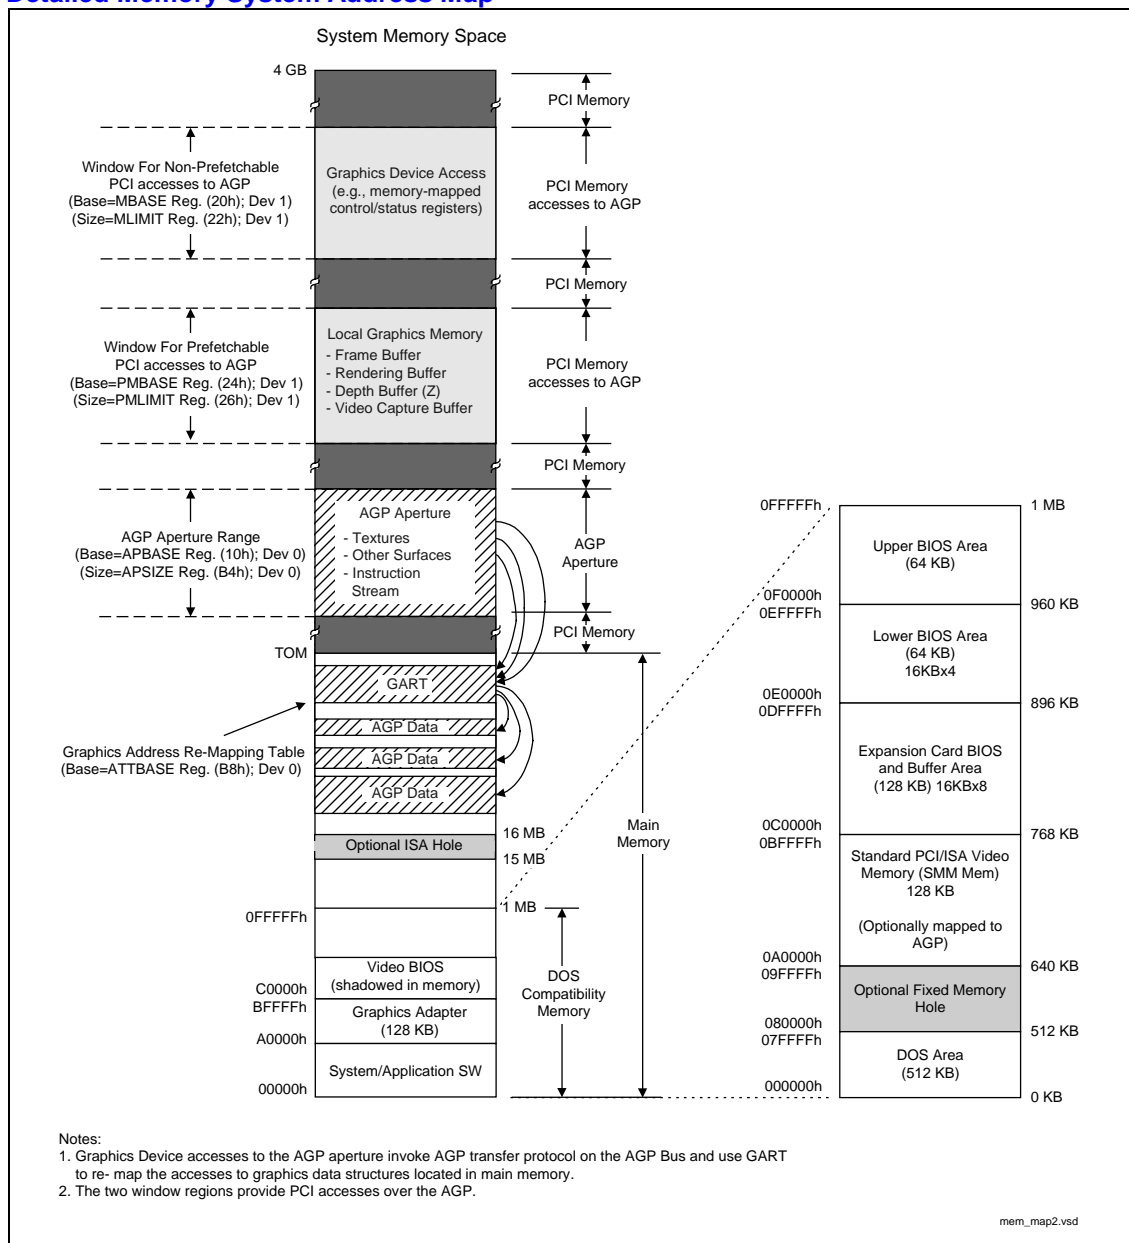 Detailed Memory System Address Map
System Memory Space
4 GB
PCI Memory
Window For Non-Prefetchable
PCI accesses to AGP
(Base=MBASE Reg. (20h); Dev 1)
(Size=MLIMIT Reg. (22h); Dev 1)
Graphics Device Access
(e.g., memory-mapped
control/status registers)
PCI Memory
accesses to AGP
PCI Memory
Window For Prefetchable
PCI accesses to AGP
(Base=PMBASE Reg. (24h); Dev 1)
(Size=PMLIMIT Reg. (26h); Dev 1)
Local Graphics Memory
- Frame Buffer
- Rendering Buffer
- Depth Buffer (Z)
- Video Capture Buffer
PCI Memory
accesses to AGP
PCI Memory
AGP Aperture Range
(Base=APBASE Reg. (10h); Dev 0)
(Size=APSIZE Reg. (B4h); Dev 0)
AGP Aperture
- Textures
- Other Surfaces
- Instruction
Stream
AGP
Aperture
PCI Memory
TOM
GART
AGP Data
AGP Data
AGP Data
Graphics Address Re-Mapping Table
(Base=ATTBASE Reg. (B8h); Dev 0)
Main
Memory
16 MB
Optional ISA Hole
15 MB
1 MB
0FFFFFh
Video BIOS
(shadowed in memory)
C0000h
BFFFFh
Graphics Adapter
(128 KB)
A0000h
System/Application SW
00000h
DOS
Compatibility
Memory
0FFFFFh
1 MB
Upper BIOS Area
(64 KB)
0F0000h
0EFFFFh
960 KB
Lower BIOS Area
(64 KB)
16KBx4
0E0000h
0DFFFFh
896 KB
Expansion Card BIOS
and Buffer Area
(128 KB) 16KBx8
0C0000h
0BFFFFh
768 KB
Standard PCI/ISA Video
Memory (SMM Mem)
128 KB
(Optionally mapped to
AGP)
0A0000h
09FFFFh
640 KB
Optional Fixed Memory
Hole
080000h
07FFFFh
512 KB
DOS Area
(512 KB)
000000h
0 KB
Notes:
1. Graphics Device accesses to the AGP aperture invoke AGP transfer protocol on the AGP Bus and use GART
to re- map the accesses to graphics data structures located in main memory.
2. The two window regions provide PCI accesses over the AGP.
mem_map2.vsd